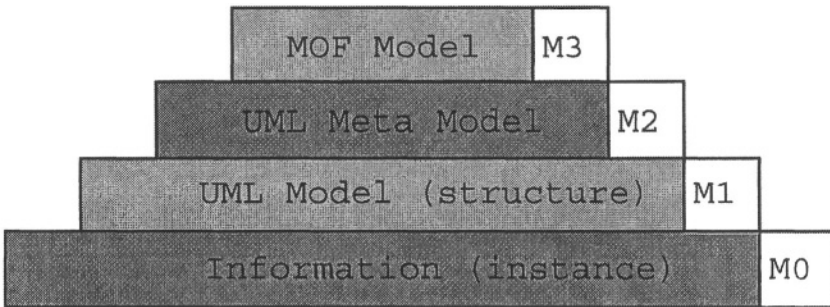 MOF Model M3
UML Meta Model M2
UML Model (structure) M1
Information (instance) M0